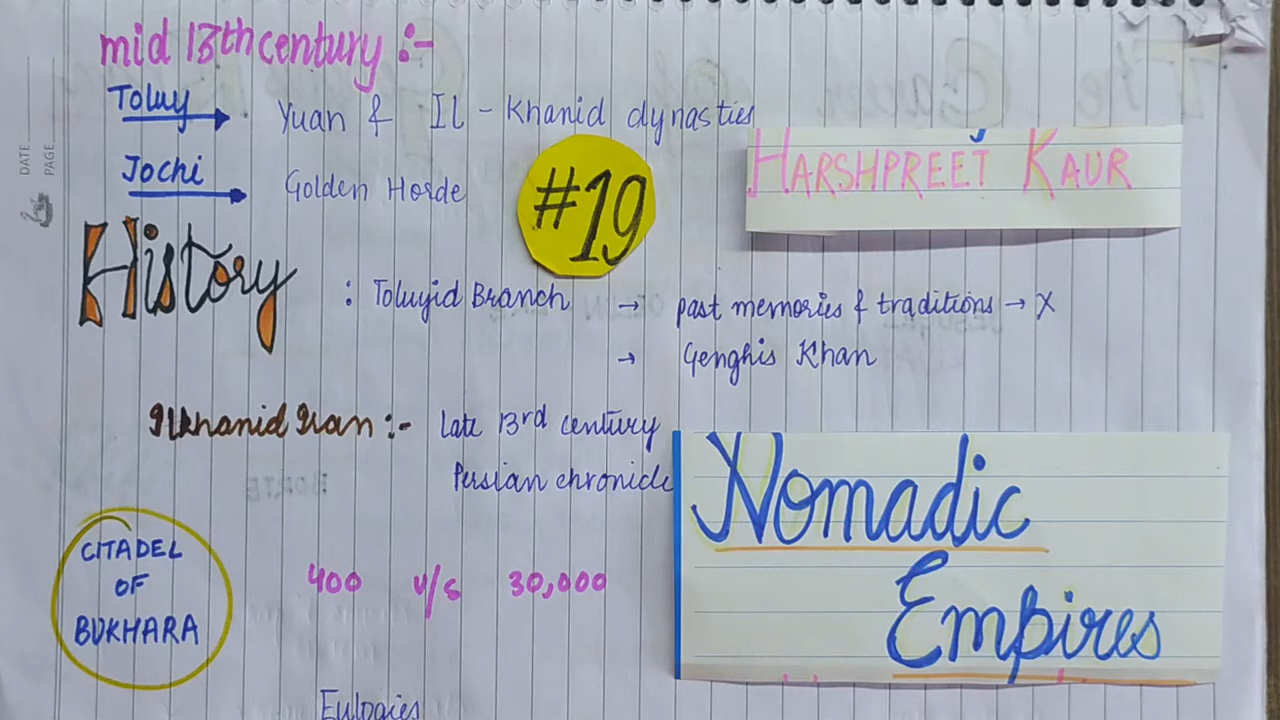 mid 13th century :-
Toluy → Yuan & Il - Khanid dynasties
Jochi → Golden Horde
#19
HARSHPREET KAUR
History : Toluyid Branch → past memories & traditions → X
→ Genghis Khan
Ilkhanid Iran :- late 13rd century
Persian chronicle
Nomadic
Empires
CITADEL
OF
BUKHARA
400 v/s 30,000
Eulogies
DATE
PAGE